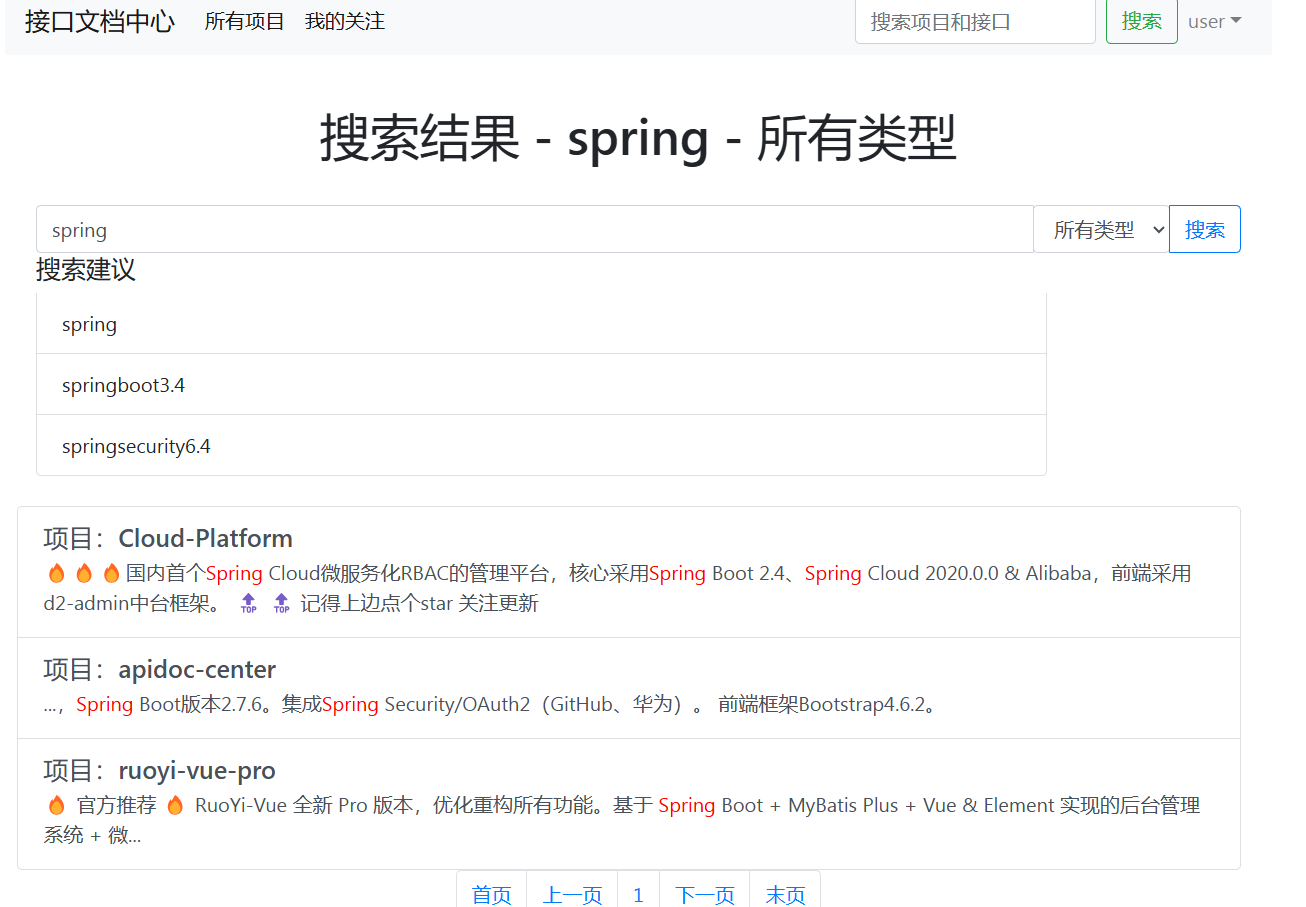 接口文档中心 所有项目 我的关注 搜索项目和接口 搜索 user
搜索结果 - spring - 所有类型
spring 所有类型 搜索
搜索建议
spring
springboot3.4
springsecurity6.4
项目：Cloud-Platform
🔥🔥🔥国内首个Spring Cloud微服务化RBAC的管理平台，核心采用Spring Boot 2.4、Spring Cloud 2020.0.0 & Alibaba，前端采用
d2-admin中台框架。 🔝 🔝 记得上边点个star 关注更新
项目：apidoc-center
...，Spring Boot版本2.7.6。集成Spring Security/OAuth2（GitHub、华为）。 前端框架Bootstrap4.6.2。
项目：ruoyi-vue-pro
🔥 官方推荐 🔥 RuoYi-Vue 全新 Pro 版本，优化重构所有功能。基于 Spring Boot + MyBatis Plus + Vue & Element 实现的后台管理
系统 + 微...
首页 上一页 1 下一页 末页